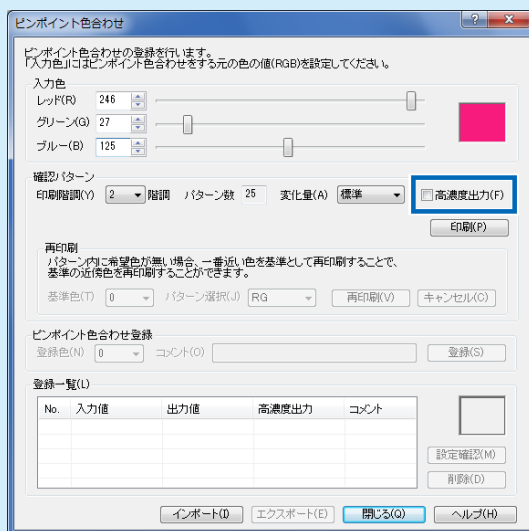 ピンポイント色合わせ
ピンポイント色合わせの登録を行います。
「入力色」にはピンポイント色合わせをする元の色の値(RGB)を設定してください。
入力色
レッド(R) 246
グリーン(G) 27
ブルー(B) 125
確認パターン
印刷階調(Y) 2 階調 パターン数 25 変化量(A) 標準 高濃度出力(F)
印刷(P)
再印刷
パターン内に希望色が無い場合、一番近い色を基準として再印刷することで、
基準の近傍色を再印刷することができます。
基準色(T) 0 パターン選択(J) RG 再印刷(V) キャンセル(C)
ピンポイント色合わせ登録
登録色(N) 0 コメント(O) 登録(S)
登録一覧(L)
No. 入力値 出力値 高濃度出力 コメント
設定確認(M)
削除(D)
インポート(I) エクスポート(E) 閉じる(Q) ヘルプ(H)